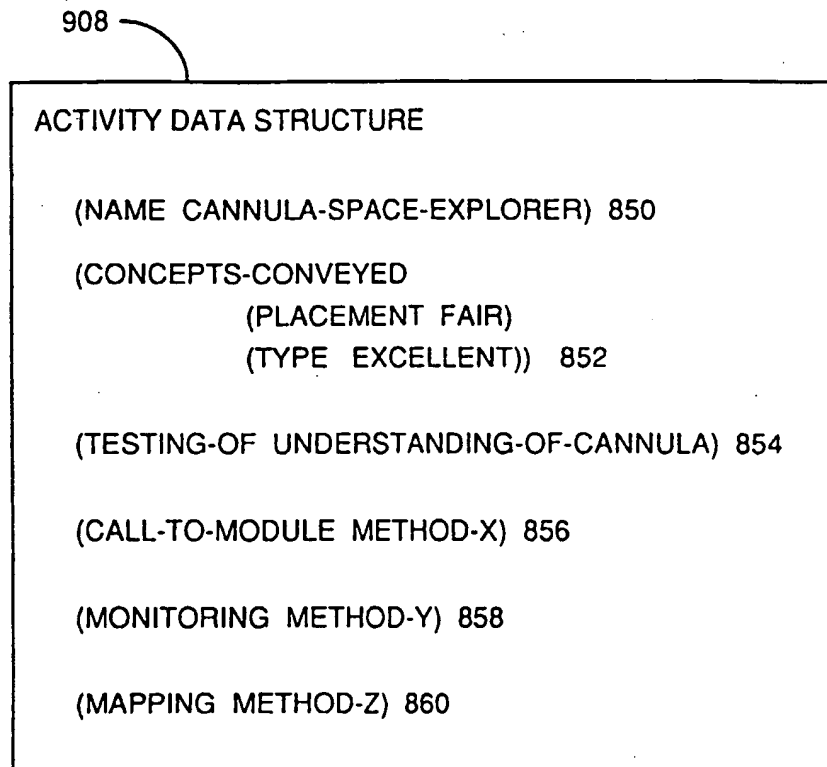 908
ACTIVITY DATA STRUCTURE
(NAME CANNULA-SPACE-EXPLORER) 850
(CONCEPTS-CONVEYED
(PLACEMENT FAIR)
(TYPE EXCELLENT)) 852
(TESTING-OF UNDERSTANDING-OF-CANNULA) 854
(CALL-TO-MODULE METHOD-X) 856
(MONITORING METHOD-Y) 858
(MAPPING METHOD-Z) 860